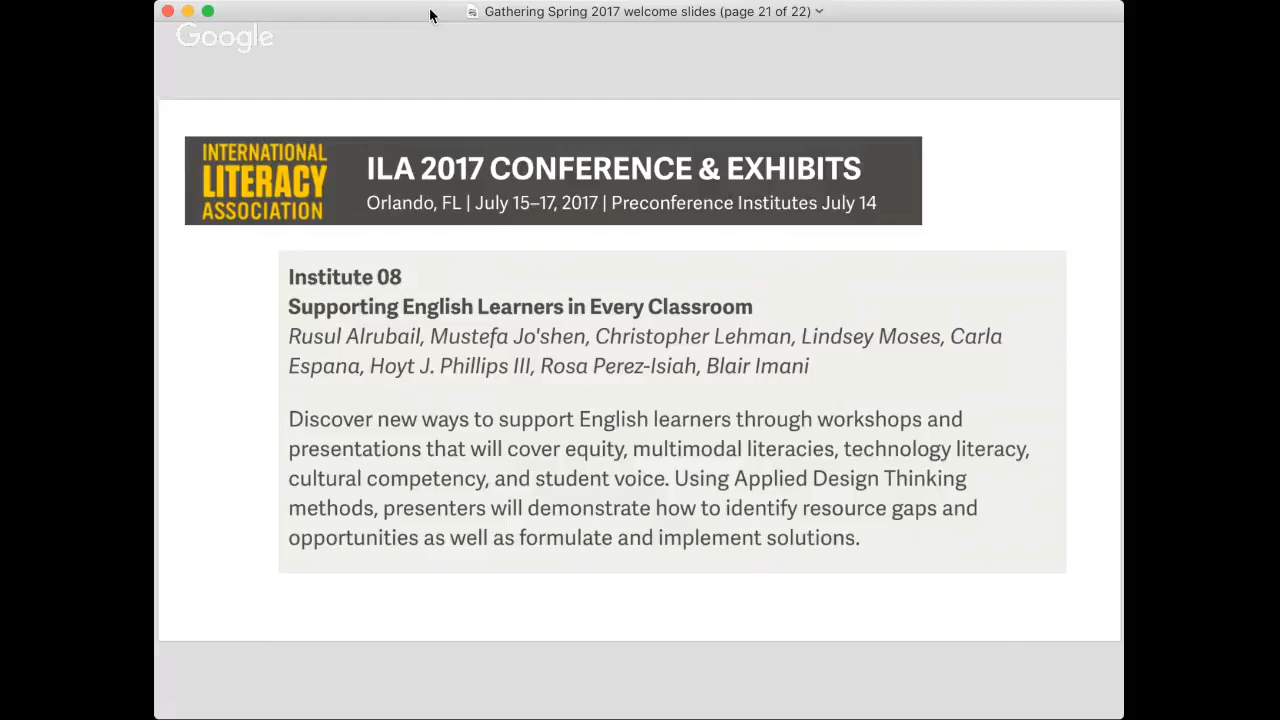 Gathering Spring 2017 welcome slides (page 21 of 22)
Google
INTERNATIONAL
LITERACY
ASSOCIATION
ILA 2017 CONFERENCE & EXHIBITS
Orlando, FL | July 15–17, 2017 | Preconference Institutes July 14
Institute 08
Supporting English Learners in Every Classroom
Rusul Alrubail, Mustefa Jo'shen, Christopher Lehman, Lindsey Moses, Carla
Espana, Hoyt J. Phillips III, Rosa Perez-Isiah, Blair Imani
Discover new ways to support English learners through workshops and
presentations that will cover equity, multimodal literacies, technology literacy,
cultural competency, and student voice. Using Applied Design Thinking
methods, presenters will demonstrate how to identify resource gaps and
opportunities as well as formulate and implement solutions.